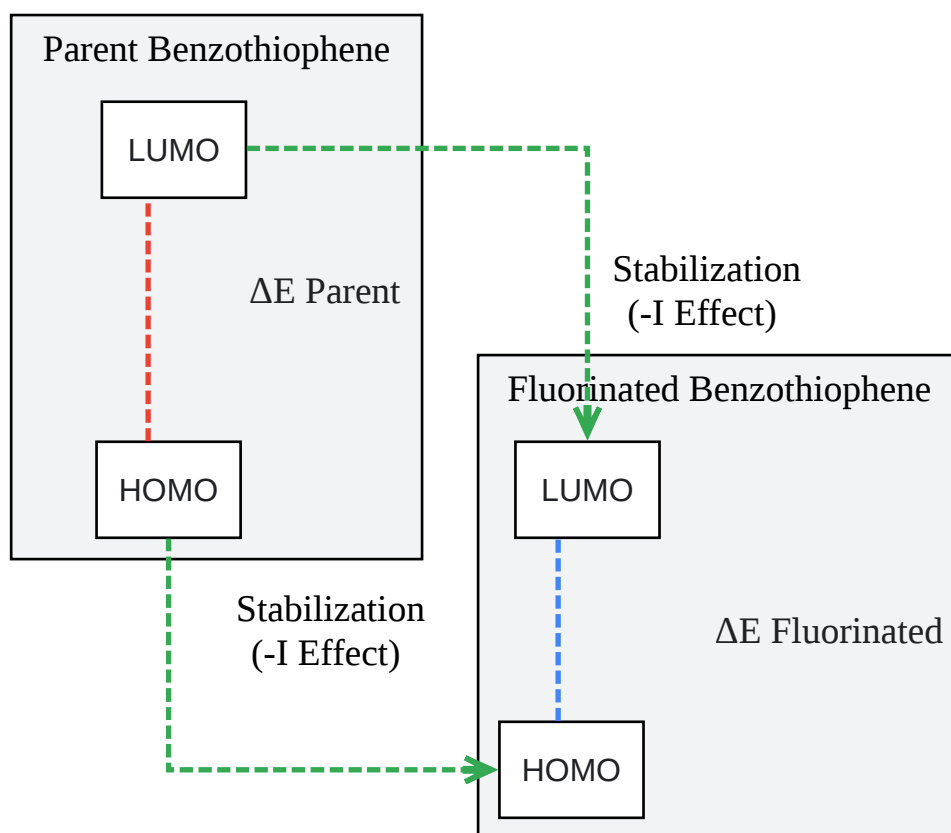 Parent Benzothiophene
LUMO
ΔE Parent
HOMO
Stabilization
(-I Effect)
Fluorinated Benzothiophene
LUMO
Stabilization
(-I Effect)
ΔE Fluorinated
HOMO